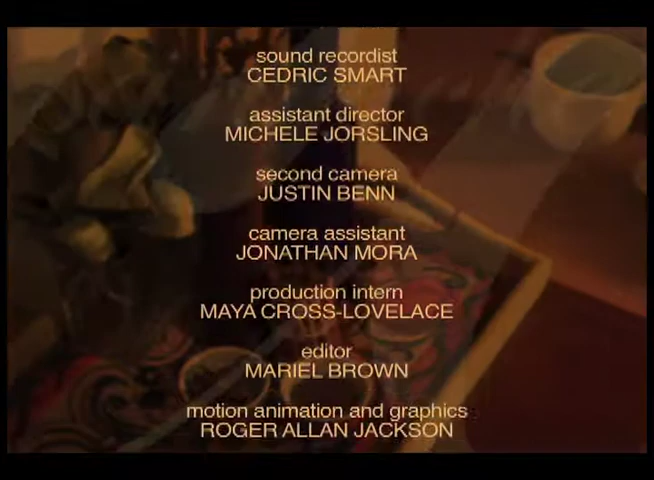 sound recordist
CEDRIC SMART
assistant director
MICHELE JORSLING
second camera
JUSTIN BENN
camera assistant
JONATHAN MORA
production intern
MAYA CROSS-LOVELACE
editor
MARIEL BROWN
motion animation and graphics
ROGER ALLAN JACKSON